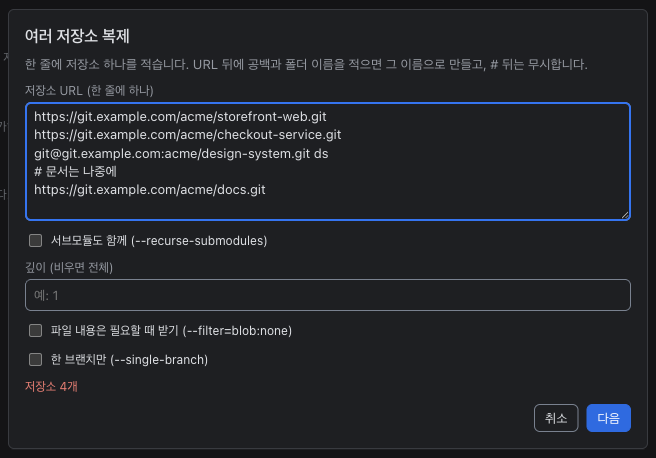 여러 저장소 복제
한 줄에 저장소 하나를 적습니다. URL 뒤에 공백과 폴더 이름을 적으면 그 이름으로 만들고, # 뒤는 무시합니다.
저장소 URL (한 줄에 하나)
https://git.example.com/acme/storefront-web.git
https://git.example.com/acme/checkout-service.git
git@git.example.com:acme/design-system.git ds
# 문서는 나중에
https://git.example.com/acme/docs.git
서브모듈도 함께 (--recurse-submodules)
깊이 (비우면 전체)
예: 1
파일 내용은 필요할 때 받기 (--filter=blob:none)
한 브랜치만 (--single-branch)
저장소 4개
취소
다음